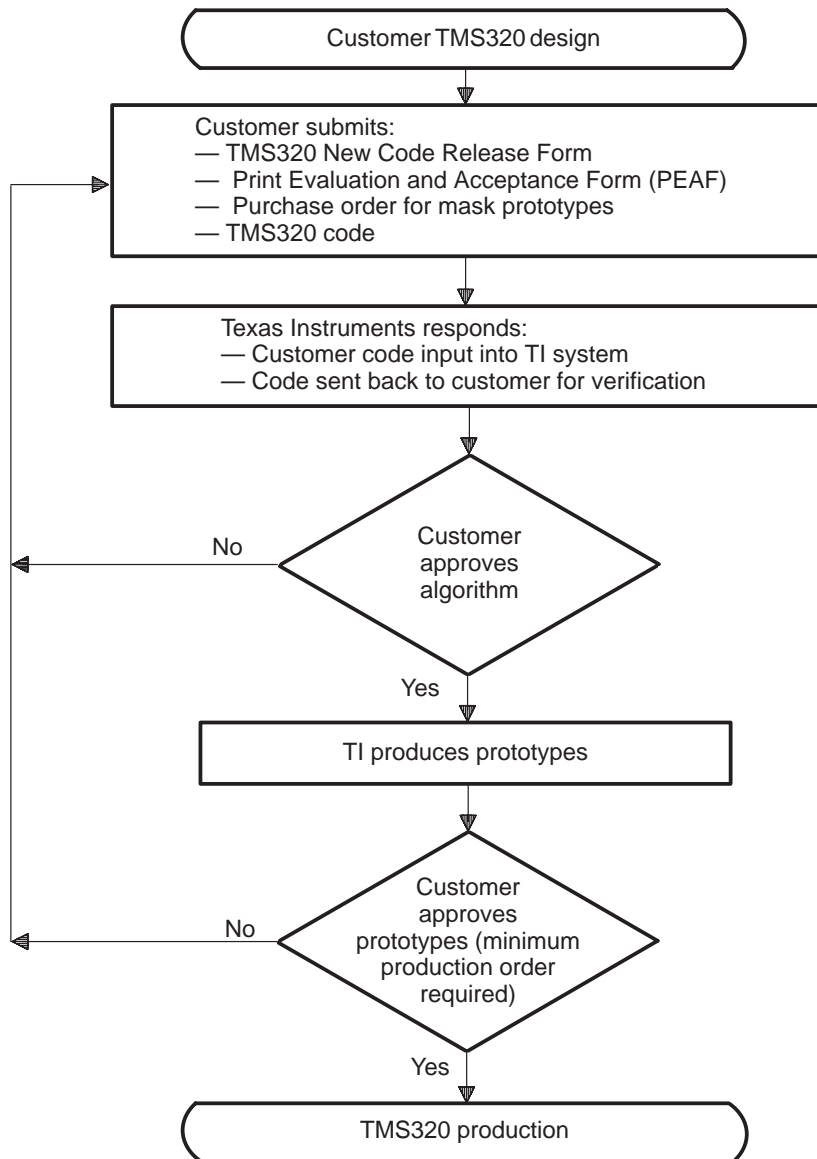 Customer TMS320 design
Customer submits:
— TMS320 New Code Release Form
— Print Evaluation and Acceptance Form (PEAF)
— Purchase order for mask prototypes
— TMS320 code
Texas Instruments responds:
— Customer code input into TI system
— Code sent back to customer for verification
No
Customer
approves
algorithm
Yes
TI produces prototypes
No
Customer
approves
prototypes (minimum
production order
required)
Yes
TMS320 production